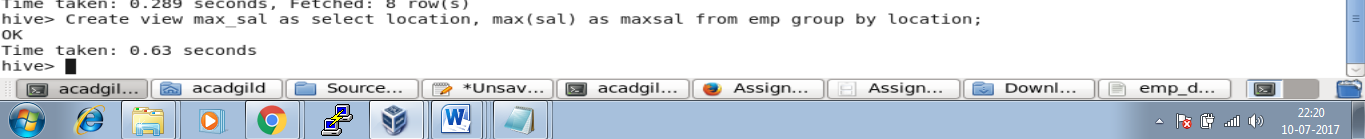 Time taken: 0.289 seconds, Fetched: 8 row(s)
hive> Create view max_sal as select location, max(sal) as maxsal from emp group by location;
OK
Time taken: 0.63 seconds
hive>
acadgil... acadgild Source... *Unsav... acadgil... Assign... Assign... Downl... emp_d...
22:20
10-07-2017